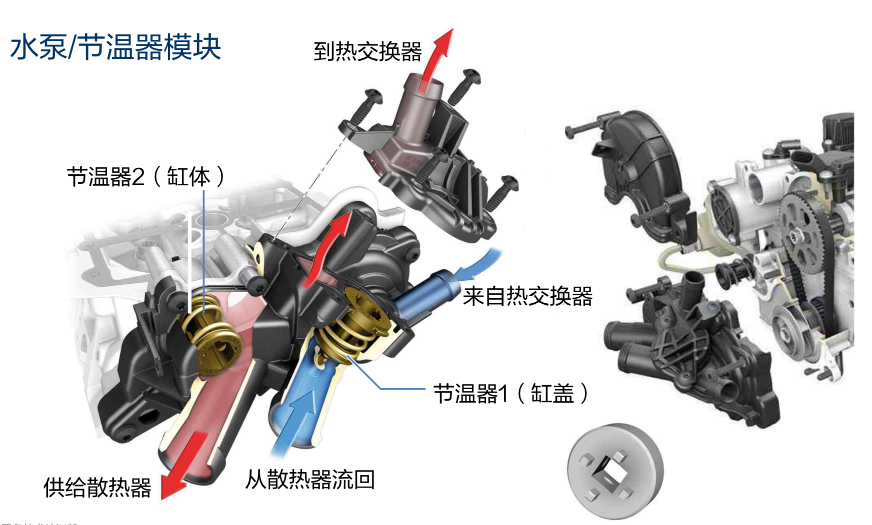 水泵/节温器模块
到热交换器
节温器2（缸体）
来自热交换器
节温器1（缸盖）
供给散热器
从散热器流回